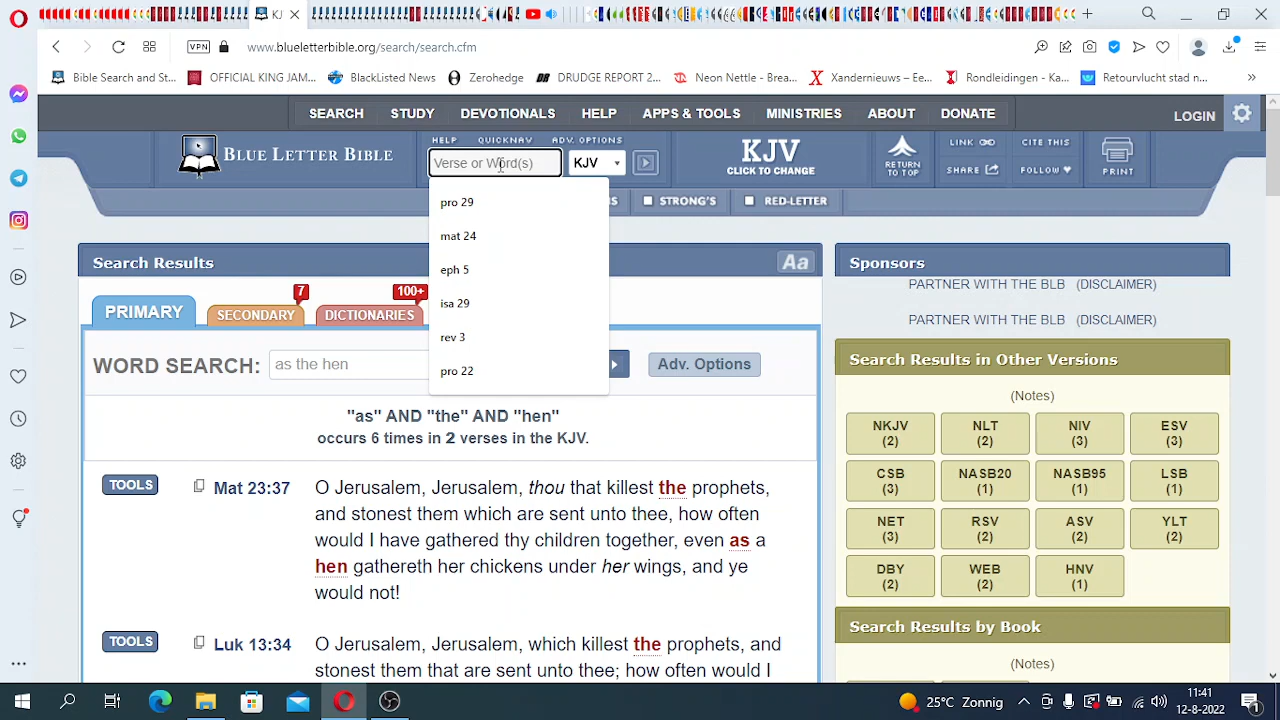 KJ
VPN
www.blueletterbible.org/search/search.cfm
Bible Search and St...
OFFICIAL KING JAM...
BlackListed News
Zerohedge
DRUDGE REPORT 2...
Neon Nettle - Brea...
Xandernieuws – Ee...
Rondleidingen - Ka...
Retourvlucht stad n...
SEARCH
STUDY
DEVOTIONALS
HELP
APPS & TOOLS
MINISTRIES
ABOUT
DONATE
LOGIN
BLUE LETTER BIBLE
HELP
QUICKNAV
ADV. OPTIONS
Verse or Word(s)
KJV
KJV
CLICK TO CHANGE
RETURN
TO TOP
LINK
CITE THIS
SHARE
FOLLOW
PRINT
STRONG'S
RED-LETTER
pro 29
mat 24
eph 5
isa 29
rev 3
pro 22
Search Results
Aa
PRIMARY
SECONDARY
7
DICTIONARIES
100+
WORD SEARCH:
as the hen
Adv. Options
"as" AND "the" AND "hen"
occurs 6 times in 2 verses in the KJV.
TOOLS
Mat 23:37
O Jerusalem, Jerusalem, thou that killest the prophets,
and stonest them which are sent unto thee, how often
would I have gathered thy children together, even as a
hen gathereth her chickens under her wings, and ye
would not!
TOOLS
Luk 13:34
O Jerusalem, Jerusalem, which killest the prophets, and
stonest them that are sent unto thee; how often would I
Sponsors
PARTNER WITH THE BLB (DISCLAIMER)
PARTNER WITH THE BLB (DISCLAIMER)
Search Results in Other Versions
(Notes)
NKJV
(2)
NLT
(2)
NIV
(3)
ESV
(3)
CSB
(3)
NASB20
(1)
NASB95
(1)
LSB
(1)
NET
(3)
RSV
(2)
ASV
(2)
YLT
(2)
DBY
(2)
WEB
(2)
HNV
(1)
Search Results by Book
(Notes)
25°C Zonnig
11:41
12-8-2022
1